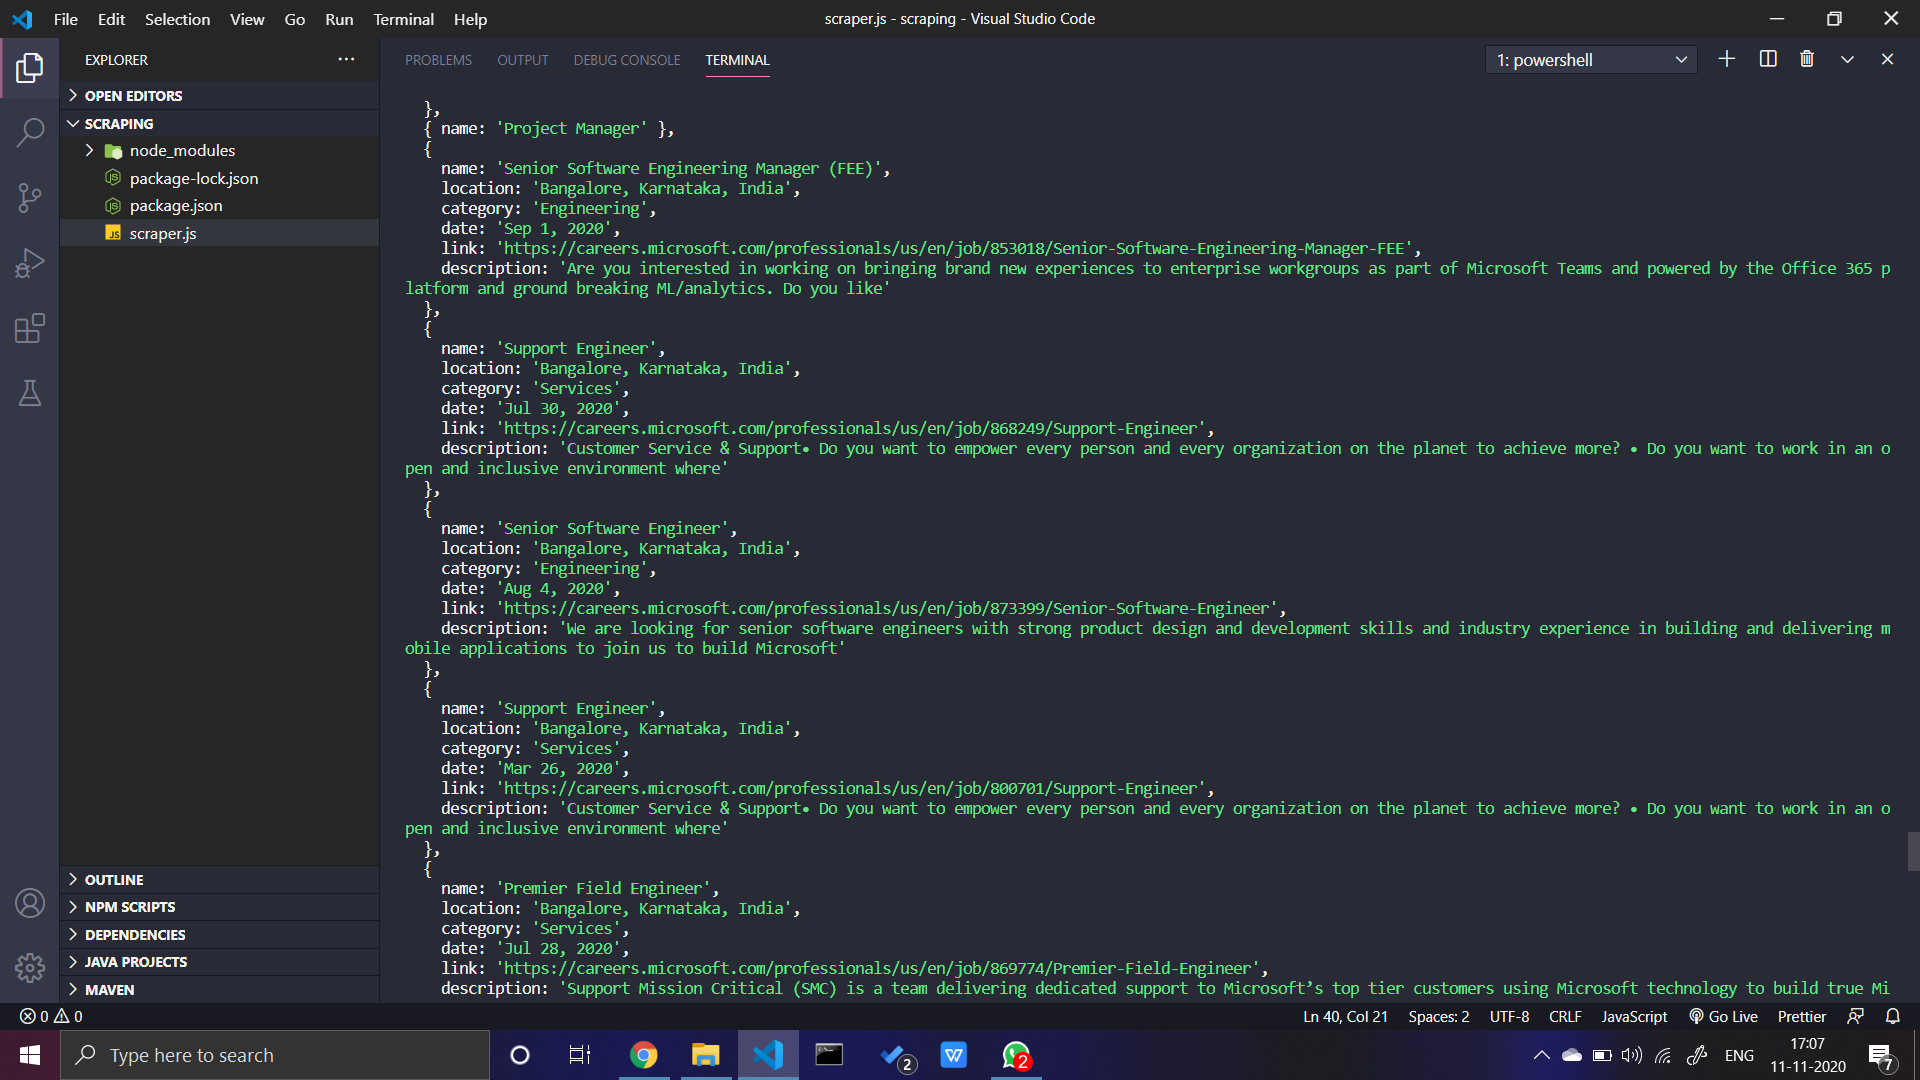 File Edit Selection View Go Run Terminal Help
scraper.js - scraping - Visual Studio Code
EXPLORER
OPEN EDITORS
SCRAPING
node_modules
package-lock.json
package.json
JS scraper.js
OUTLINE
NPM SCRIPTS
DEPENDENCIES
JAVA PROJECTS
MAVEN
PROBLEMS OUTPUT DEBUG CONSOLE TERMINAL
1: powershell
},
{ name: 'Project Manager' },
{
name: 'Senior Software Engineering Manager (FEE)',
location: 'Bangalore, Karnataka, India',
category: 'Engineering',
date: 'Sep 1, 2020',
link: 'https://careers.microsoft.com/professionals/us/en/job/853018/Senior-Software-Engineering-Manager-FEE',
description: 'Are you interested in working on bringing brand new experiences to enterprise workgroups as part of Microsoft Teams and powered by the Office 365 p
latform and ground breaking ML/analytics. Do you like'
},
{
name: 'Support Engineer',
location: 'Bangalore, Karnataka, India',
category: 'Services',
date: 'Jul 30, 2020',
link: 'https://careers.microsoft.com/professionals/us/en/job/868249/Support-Engineer',
description: 'Customer Service & Support• Do you want to empower every person and every organization on the planet to achieve more? • Do you want to work in an o
pen and inclusive environment where'
},
{
name: 'Senior Software Engineer',
location: 'Bangalore, Karnataka, India',
category: 'Engineering',
date: 'Aug 4, 2020',
link: 'https://careers.microsoft.com/professionals/us/en/job/873399/Senior-Software-Engineer',
description: 'We are looking for senior software engineers with strong product design and development skills and industry experience in building and delivering m
obile applications to join us to build Microsoft'
},
{
name: 'Support Engineer',
location: 'Bangalore, Karnataka, India',
category: 'Services',
date: 'Mar 26, 2020',
link: 'https://careers.microsoft.com/professionals/us/en/job/800701/Support-Engineer',
description: 'Customer Service & Support• Do you want to empower every person and every organization on the planet to achieve more? • Do you want to work in an o
pen and inclusive environment where'
},
{
name: 'Premier Field Engineer',
location: 'Bangalore, Karnataka, India',
category: 'Services',
date: 'Jul 28, 2020',
link: 'https://careers.microsoft.com/professionals/us/en/job/869774/Premier-Field-Engineer',
description: 'Support Mission Critical (SMC) is a team delivering dedicated support to Microsoft’s top tier customers using Microsoft technology to build true Mi
0 0
Ln 40, Col 21 Spaces: 2 UTF-8 CRLF JavaScript Go Live Prettier
Type here to search
2
W
2
ENG
17:07
11-11-2020
7